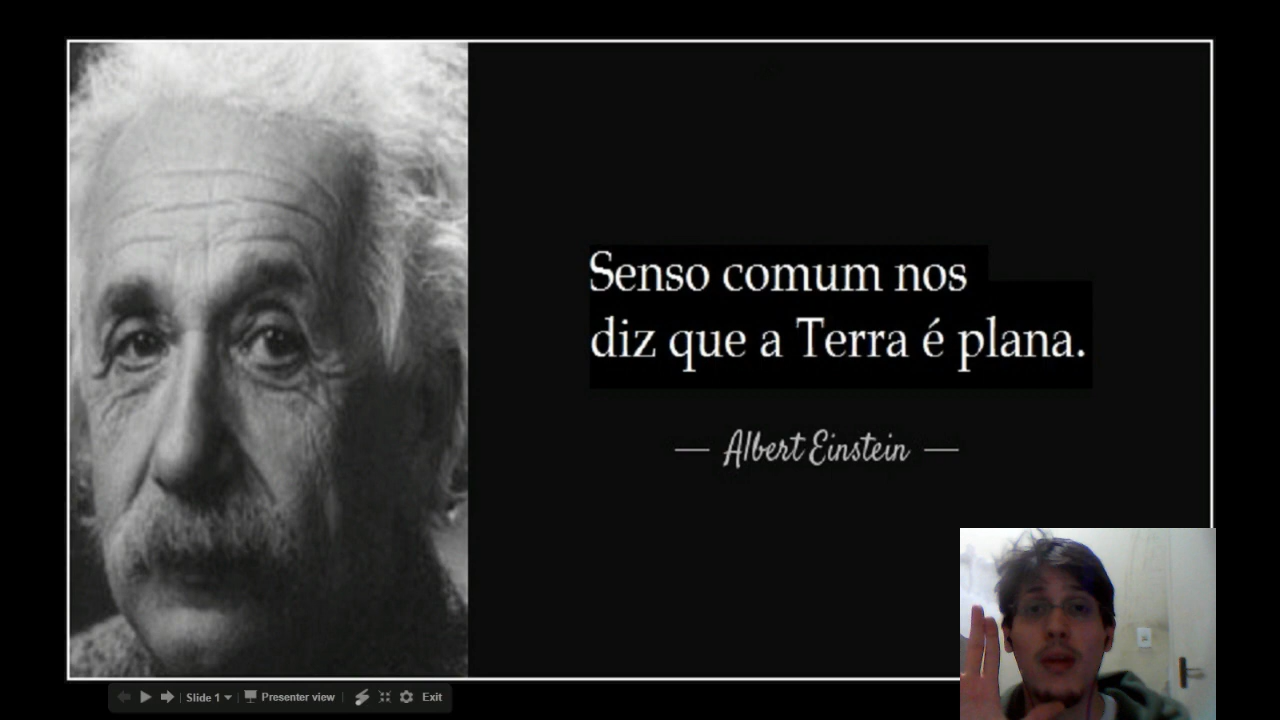 Senso comum nos
diz que a Terra é plana.
— Albert Einstein —
Slide 1
Presenter view
Exit